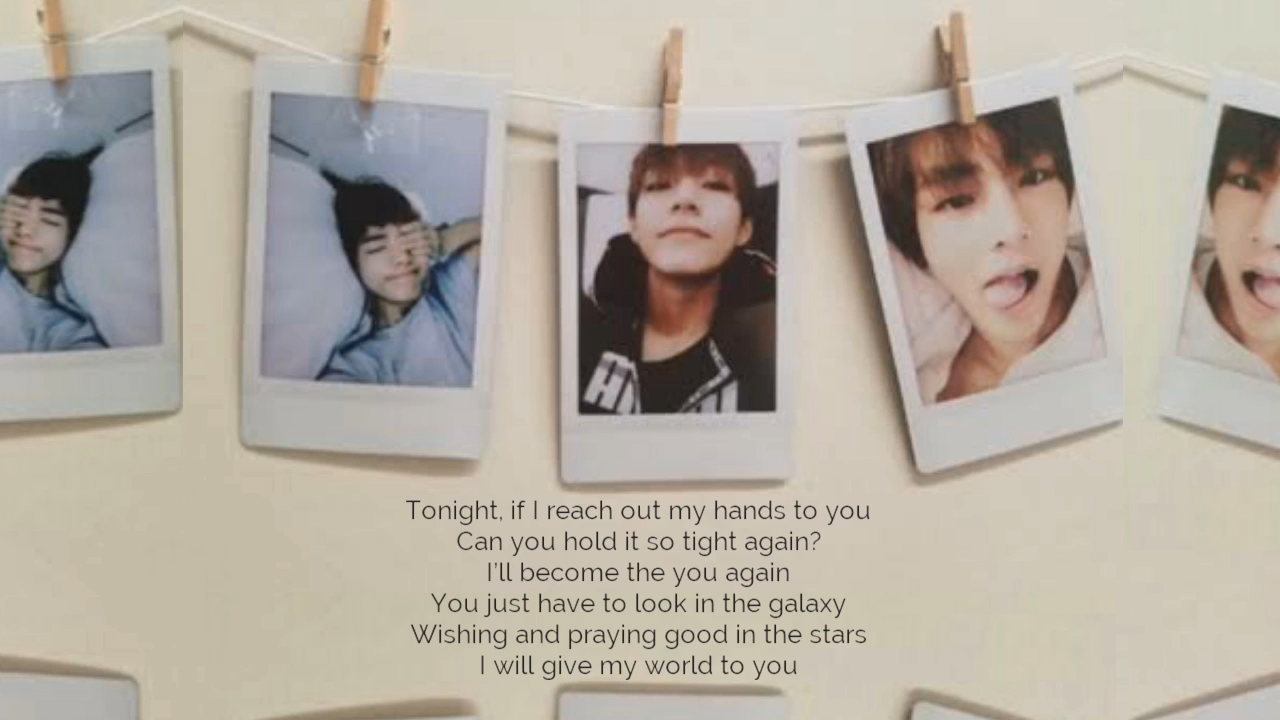 Tonight, if I reach out my hands to you
Can you hold it so tight again?
I'll become the you again
You just have to look in the galaxy
Wishing and praying good in the stars
I will give my world to you